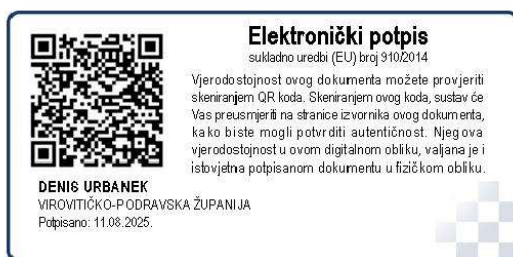 Elektronički potpis
sukladno uredbi (EU) broj 910/2014
Vjerodostojnost ovog dokumenta možete provjeriti
skeniranjem QR koda. Skeniranjem ovog koda, sustav će
Vas preusmjeriti na stranice izvornika ovog dokumenta,
kako biste mogli potvrditi autentičnost. Njegova
vjerodostojnost u ovom digitalnom obliku, valjana je i
istovjetna potpisanom dokumentu u fizičkom obliku.
DENIS URBANEK
VIROVITIČKO-PODRAVSKA ŽUPANIJA
Potpisano: 11.08.2025.